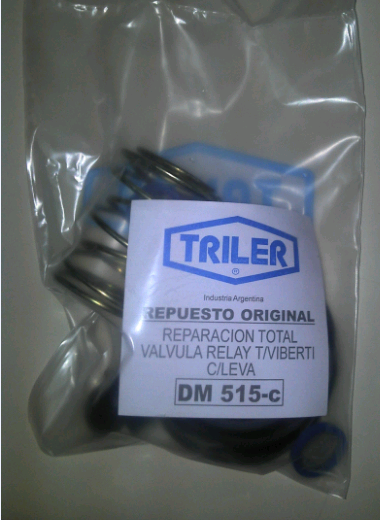 TRILER
®
Industria Argentina
REPUESTO ORIGINAL
REPARACION TOTAL
VALVULA RELAY T/VIBERTI
C/LEVA
DM 515-c